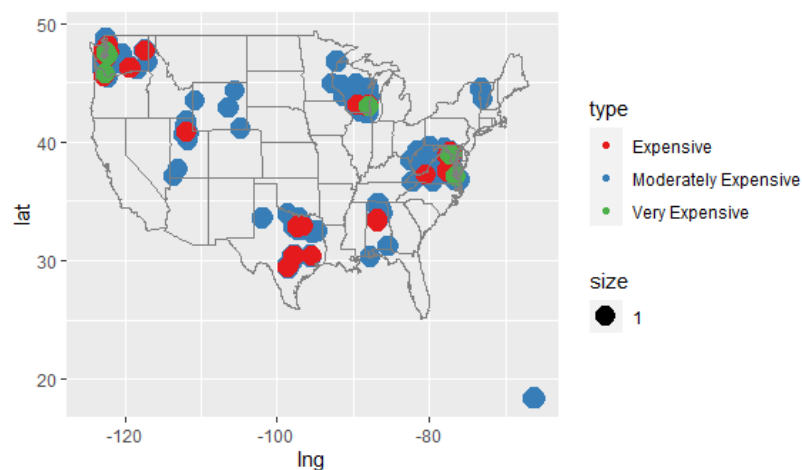 50
40
30
20
lat
-120
-100
-80
lng
type
Expensive
Moderately Expensive
Very Expensive
size
1